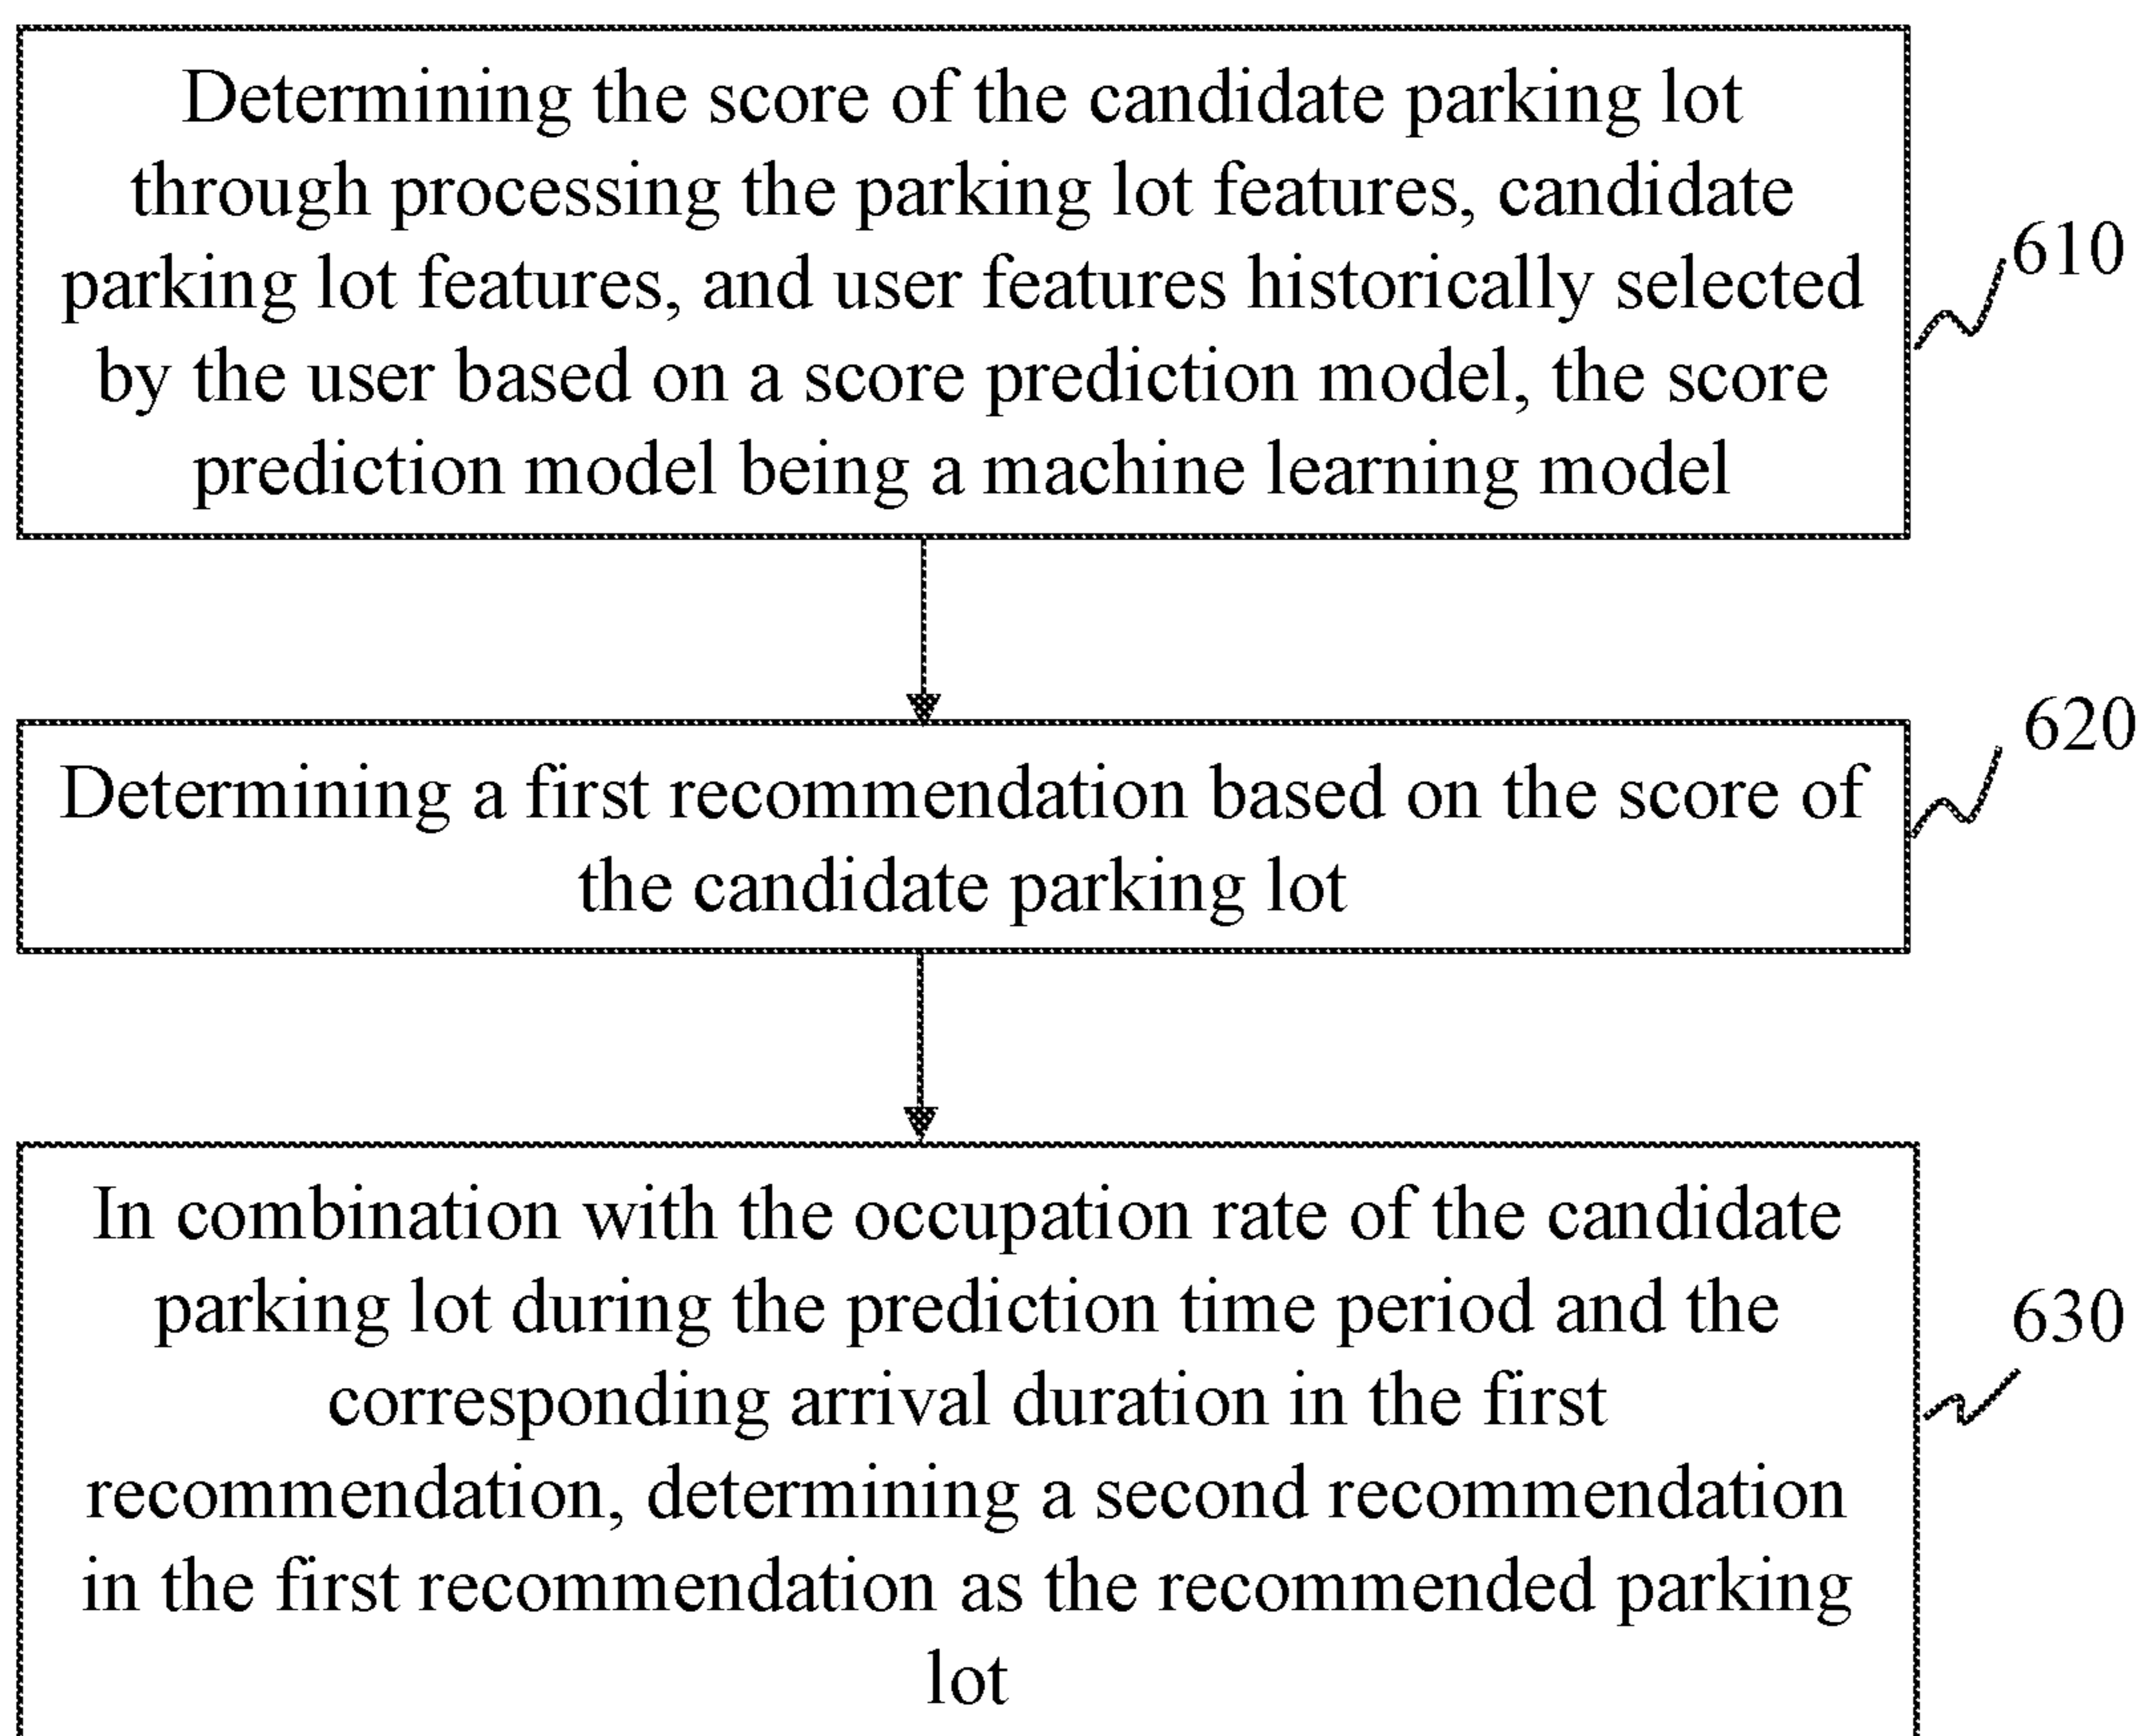 Determining the score of the candidate parking lot
through processing the parking lot features, candidate
parking lot features, and user features historically selected
by the user based on a score prediction model, the score
prediction model being a machine learning model
610
Determining a first recommendation based on the score of
the candidate parking lot
620
In combination with the occupation rate of the candidate
parking lot during the prediction time period and the
corresponding arrival duration in the first
recommendation, determining a second recommendation
in the first recommendation as the recommended parking
lot
630